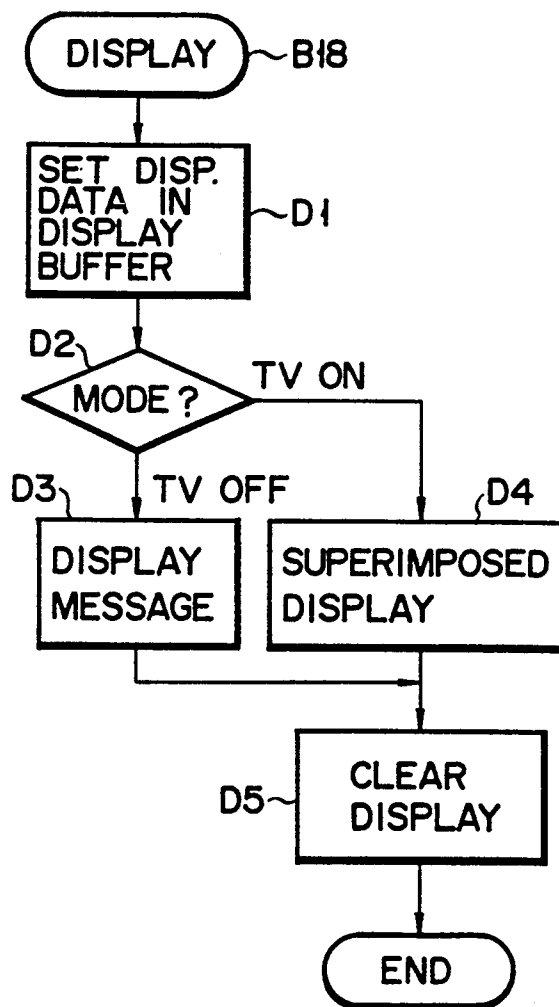 DISPLAY
B18
SET DISP.
DATA IN
DISPLAY
BUFFER
D1
D2
MODE?
TV ON
TV OFF
D3
DISPLAY
MESSAGE
D4
SUPERIMPOSED
DISPLAY
D5
CLEAR
DISPLAY
END